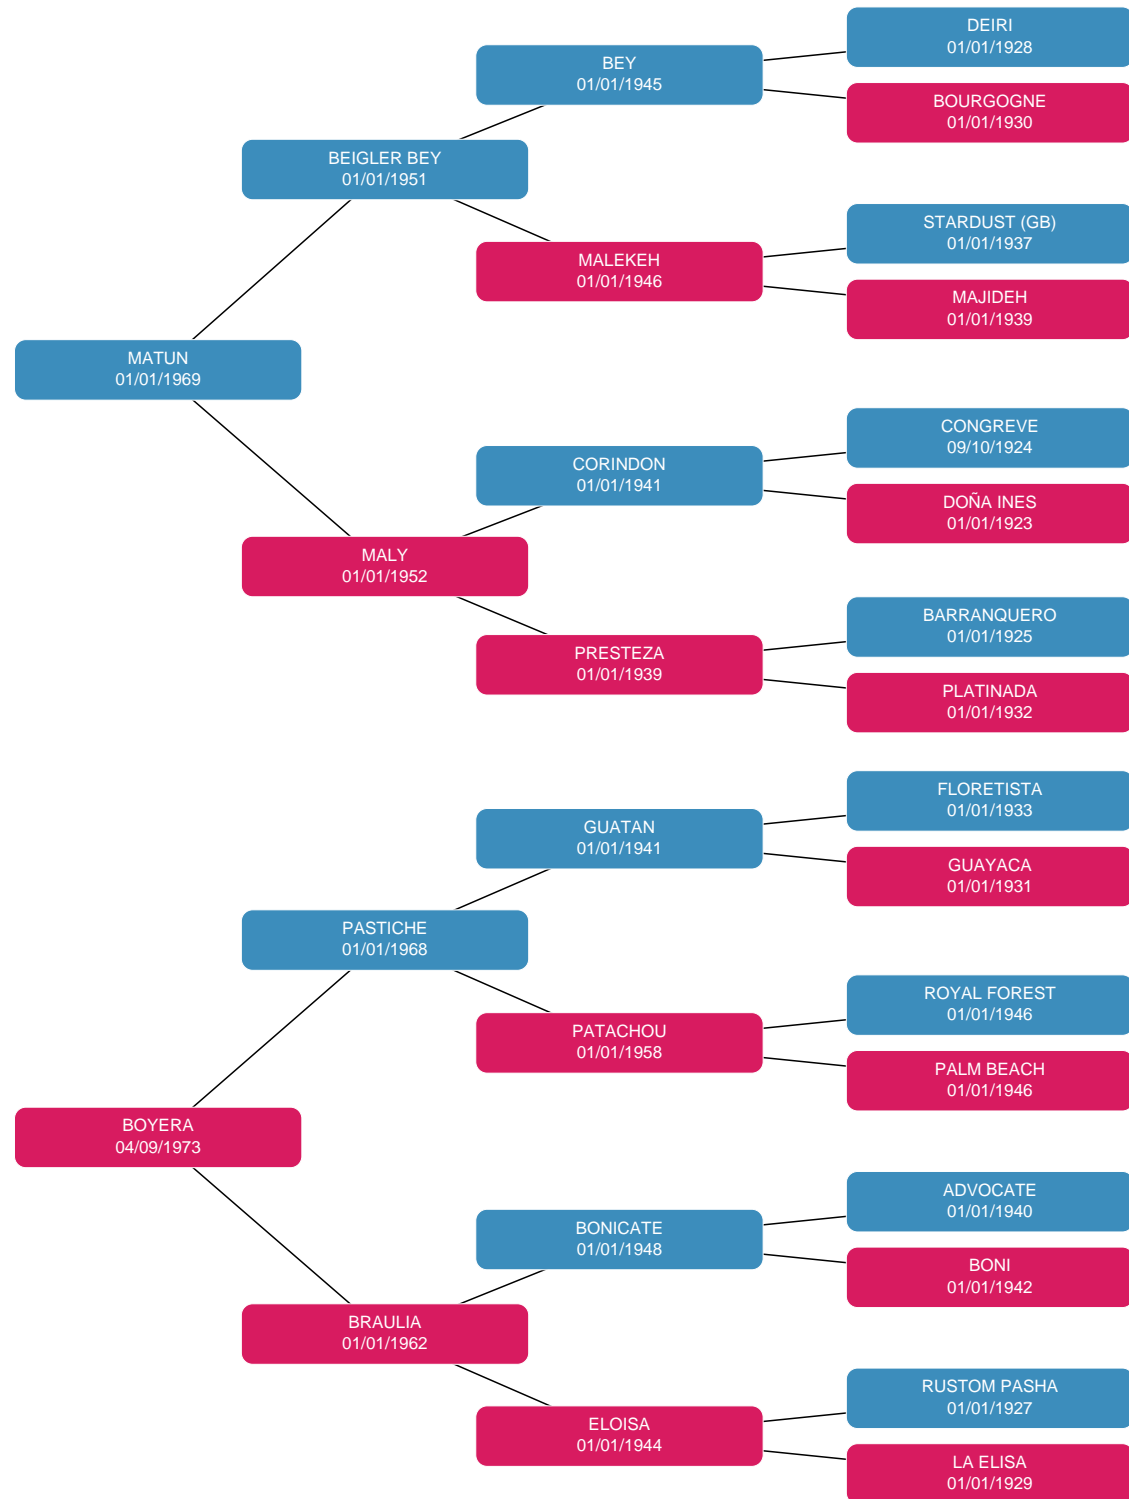 DEIRI
01/01/1928
BEY
01/01/1945
BOURGOGNE
01/01/1930
BEIGLER BEY
01/01/1951
STARDUST (GB)
01/01/1937
MALEKEH
01/01/1946
MAJIDEH
01/01/1939
MATUN
01/01/1969
CONGREVE
09/10/1924
CORINDON
01/01/1941
DOÑA INES
01/01/1923
MALY
01/01/1952
BARRANQUERO
01/01/1925
PRESTEZA
01/01/1939
PLATINADA
01/01/1932
FLORETISTA
01/01/1933
GUATAN
01/01/1941
GUAYACA
01/01/1931
PASTICHE
01/01/1968
ROYAL FOREST
01/01/1946
PATACHOU
01/01/1958
PALM BEACH
01/01/1946
BOYERA
04/09/1973
ADVOCATE
01/01/1940
BONICATE
01/01/1948
BONI
01/01/1942
BRAULIA
01/01/1962
RUSTOM PASHA
01/01/1927
ELOISA
01/01/1944
LA ELISA
01/01/1929